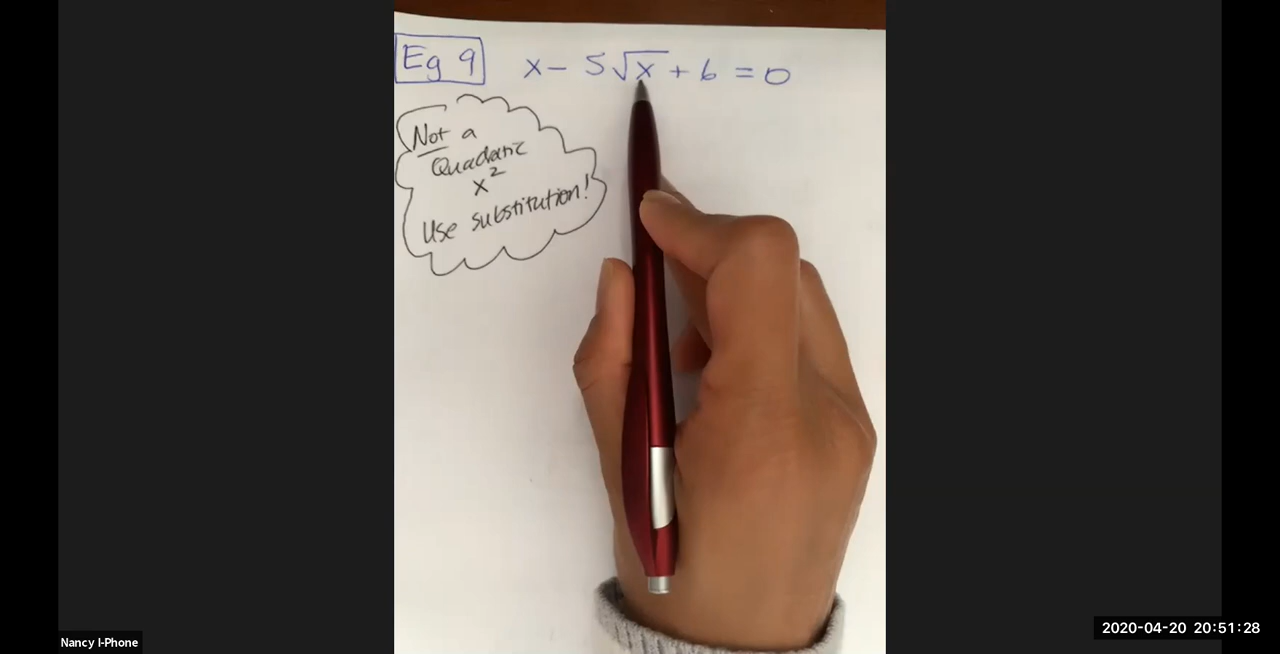 Eg 9 x - 5√x + 6 = 0
Not a
Quadratic
x²
Use substitution!
Nancy I-Phone
2020-04-20 20:51:28